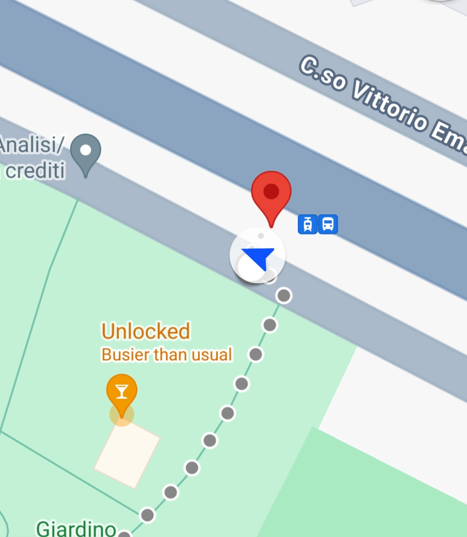 C.so Vittorio Ema
Analisi/
crediti
Unlocked
Busier than usual
Giardino